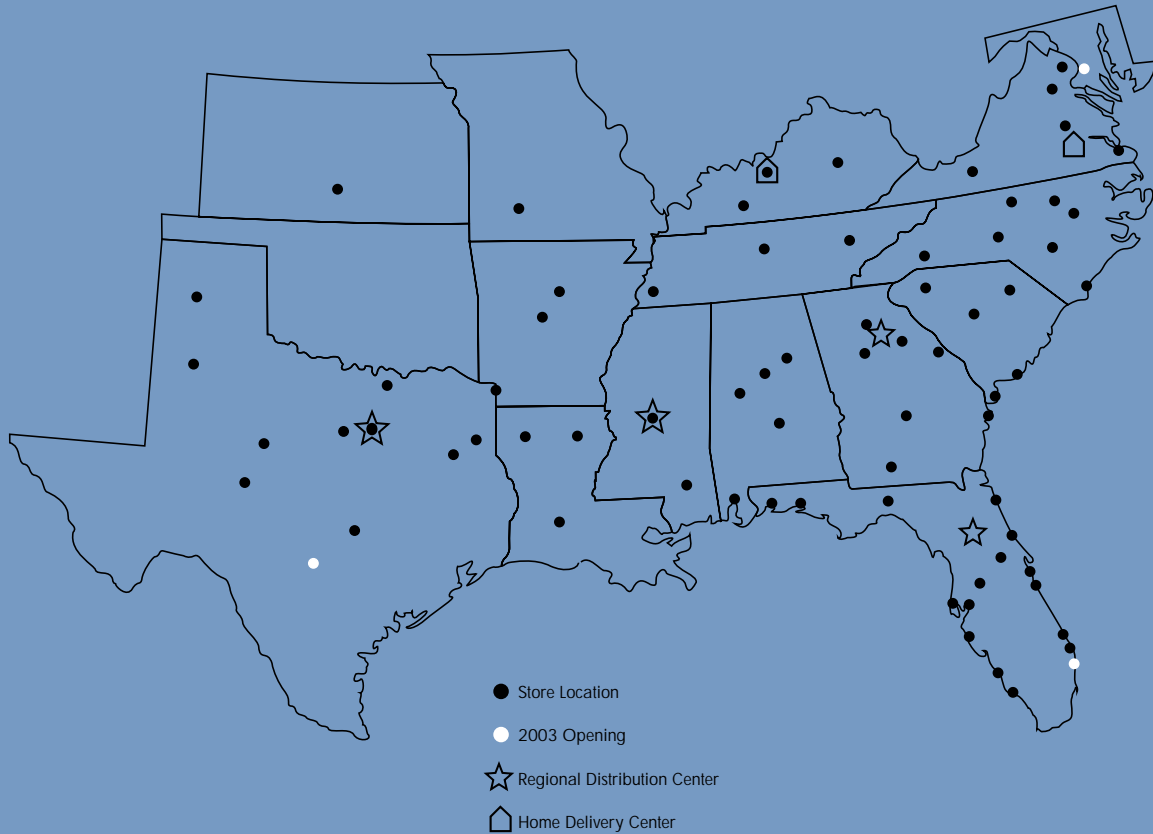 Store Location
2003 Opening
Regional Distribution Center
Home Delivery Center